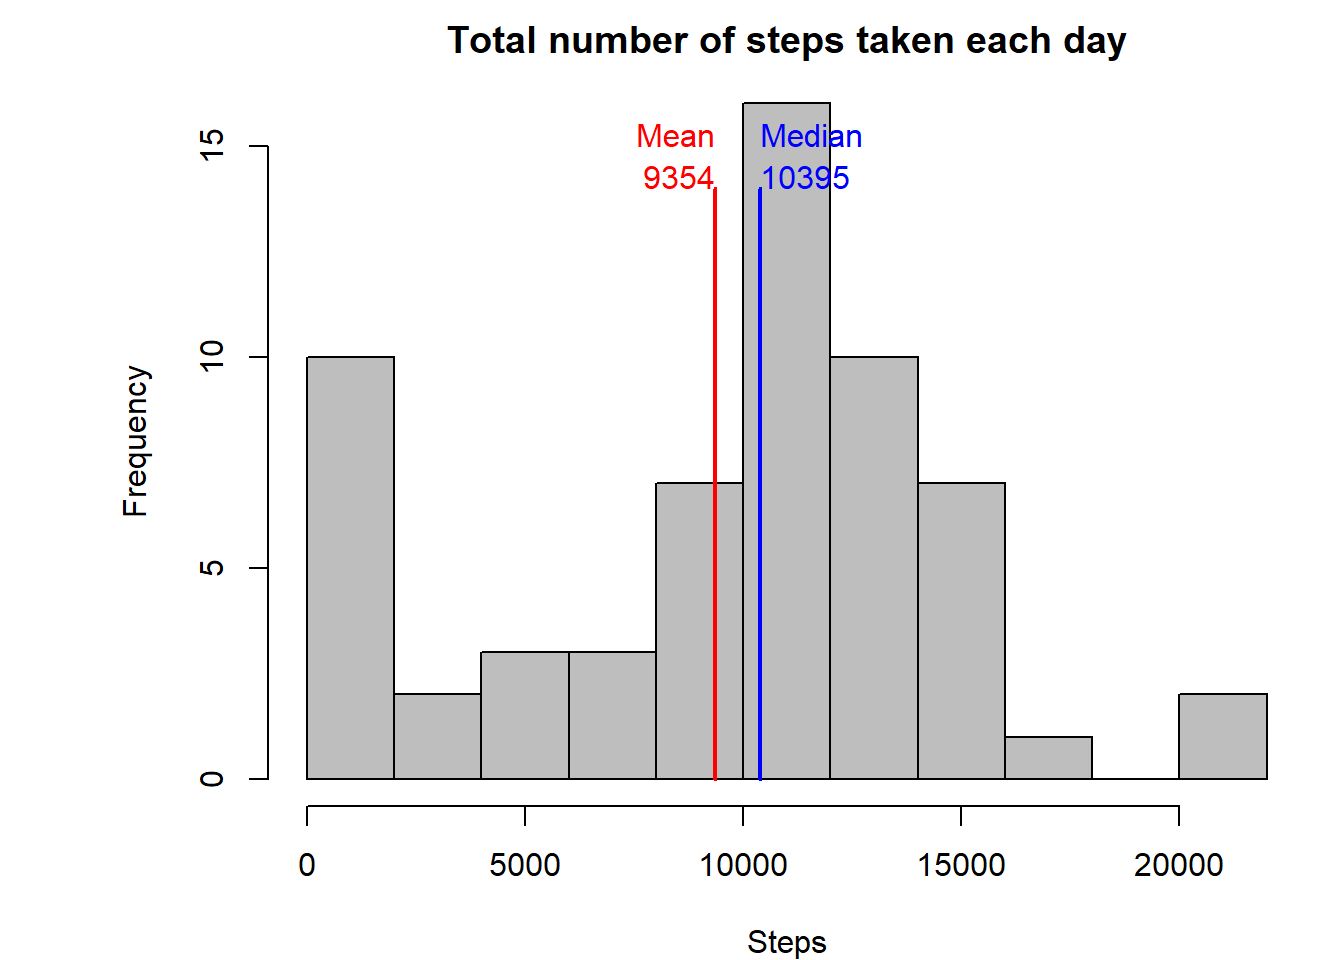 Total number of steps taken each day
Mean
9354
Median
10395
Frequency
15
10
5
0
0 5000 10000 15000 20000
Steps